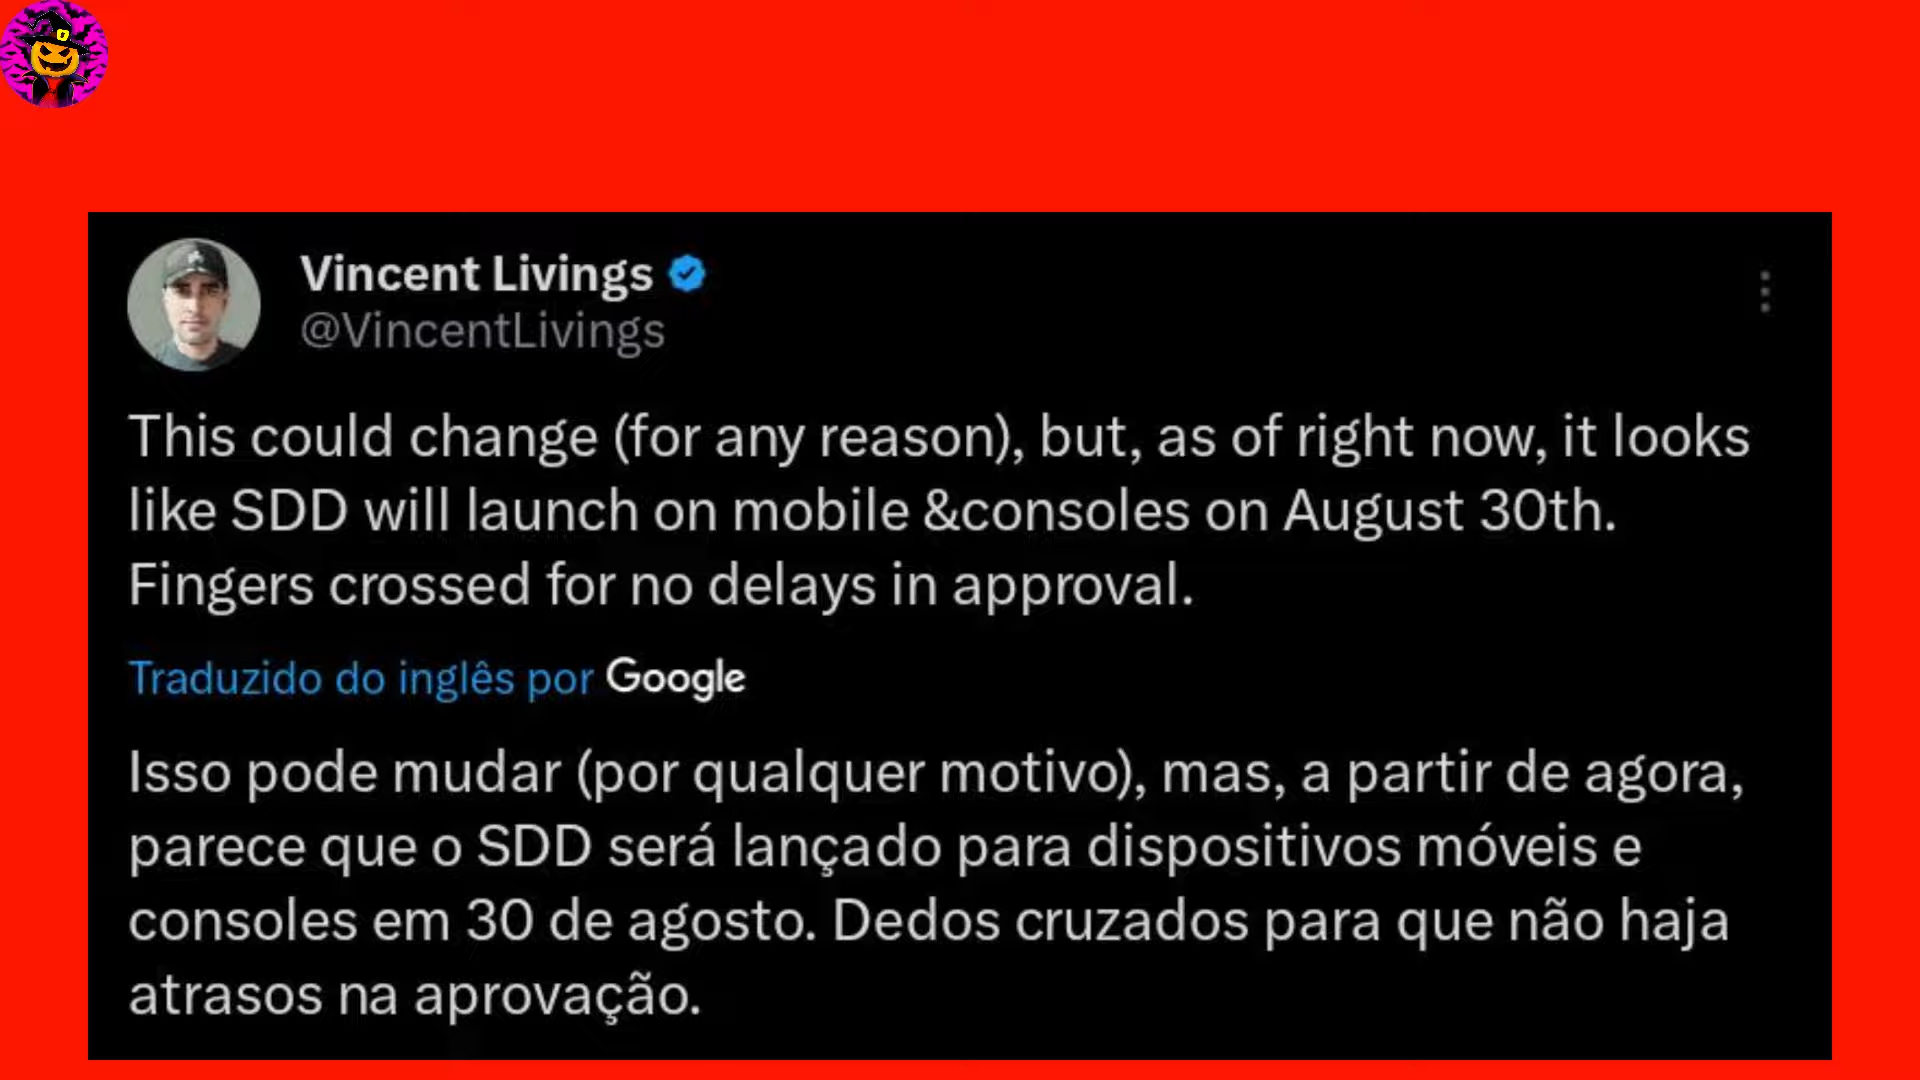 Vincent Livings
@VincentLivings
This could change (for any reason), but, as of right now, it looks
like SDD will launch on mobile &consoles on August 30th.
Fingers crossed for no delays in approval.
Traduzido do inglês por Google
Isso pode mudar (por qualquer motivo), mas, a partir de agora,
parece que o SDD será lançado para dispositivos móveis e
consoles em 30 de agosto. Dedos cruzados para que não haja
atrasos na aprovação.